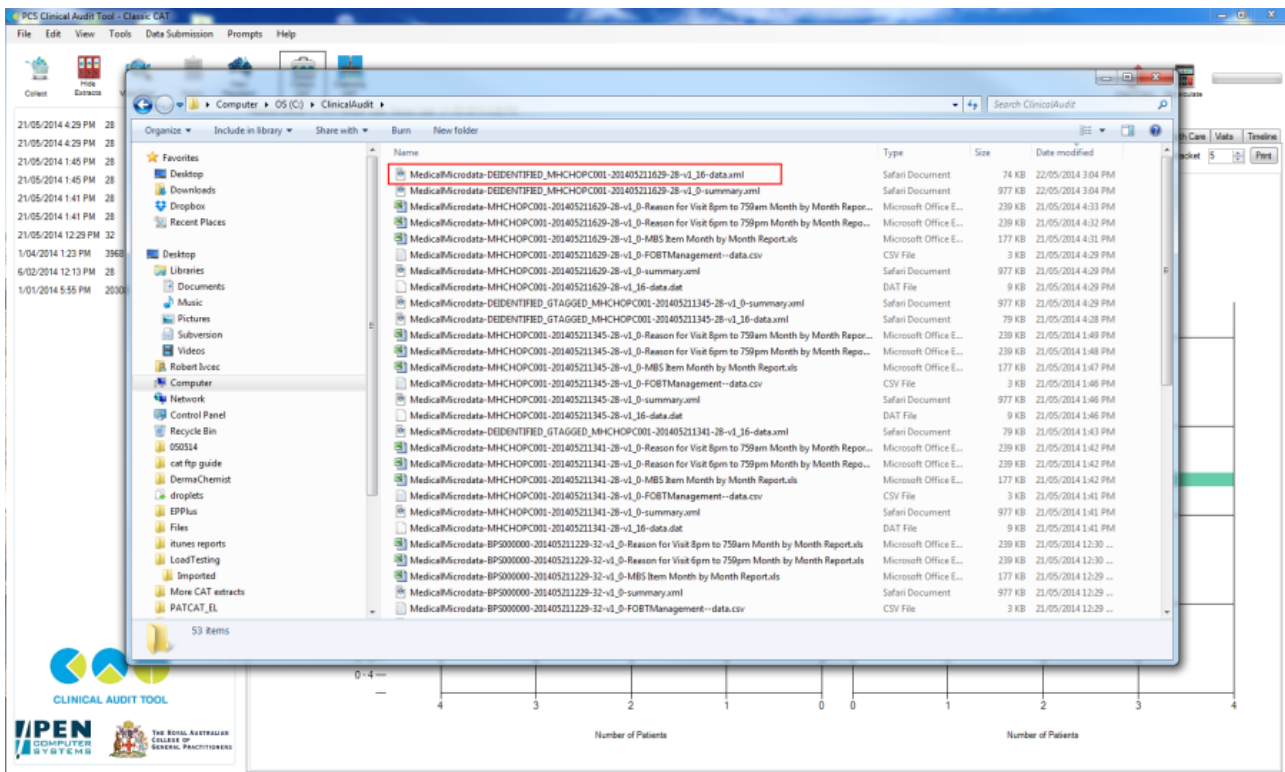 PCS Clinical Audit Tool - Classic CAT
File Edit View Tools Data Submission Prompts Help
Collect
Hide Extracts
Computer ▸ OS (C:) ▸ ClinicalAudit ▸
Search ClinicalAudit
Organize Include in library Share with Burn New folder
Care Visits Timeline
5 Print
21/05/2014 4:29 PM 28
21/05/2014 4:29 PM 28
21/05/2014 1:45 PM 28
21/05/2014 1:45 PM 28
21/05/2014 1:41 PM 28
21/05/2014 1:41 PM 28
21/05/2014 12:29 PM 32
1/04/2014 1:23 PM 3968
6/02/2014 12:13 PM 28
1/01/2014 5:55 PM
Favorites
Desktop
Downloads
Dropbox
Recent Places
Desktop
Libraries
Documents
Music
Pictures
Subversion
Videos
Robert Ivcec
Computer
Network
Control Panel
Recycle Bin
050514
cat ftp guide
DermaChemist
droplets
EPPlus
Files
itunes reports
LoadTesting
Imported
More CAT extracts
PATCAT_EL
Name Type Size Date modified
MedicalMicrodata-DEIDENTIFIED_MHCHOPC001-201405211629-28-v1_16-data.xml Safari Document 74 KB 22/05/2014 3:04 PM
MedicalMicrodata-DEIDENTIFIED_MHCHOPC001-201405211629-28-v1_0-summary.xml Safari Document 977 KB 22/05/2014 3:04 PM
MedicalMicrodata-MHCHOPC001-201405211629-28-v1_0-Reason for Visit 8pm to 759am Month by Month Repor... Microsoft Office E... 239 KB 21/05/2014 4:33 PM
MedicalMicrodata-MHCHOPC001-201405211629-28-v1_0-Reason for Visit 6pm to 759pm Month by Month Repo... Microsoft Office E... 239 KB 21/05/2014 4:32 PM
MedicalMicrodata-MHCHOPC001-201405211629-28-v1_0-MBS Item Month by Month Report.xls Microsoft Office E... 177 KB 21/05/2014 4:31 PM
MedicalMicrodata-MHCHOPC001-201405211629-28-v1_0-FOBTManagement--data.csv CSV File 3 KB 21/05/2014 4:29 PM
MedicalMicrodata-MHCHOPC001-201405211629-28-v1_0-summary.xml Safari Document 977 KB 21/05/2014 4:29 PM
MedicalMicrodata-MHCHOPC001-201405211629-28-v1_16-data.dat DAT File 9 KB 21/05/2014 4:29 PM
MedicalMicrodata-DEIDENTIFIED_GTAGGED_MHCHOPC001-201405211345-28-v1_0-summary.xml Safari Document 977 KB 21/05/2014 4:29 PM
MedicalMicrodata-DEIDENTIFIED_GTAGGED_MHCHOPC001-201405211345-28-v1_16-data.xml Safari Document 79 KB 21/05/2014 4:28 PM
MedicalMicrodata-MHCHOPC001-201405211345-28-v1_0-Reason for Visit 8pm to 759am Month by Month Repor... Microsoft Office E... 239 KB 21/05/2014 1:49 PM
MedicalMicrodata-MHCHOPC001-201405211345-28-v1_0-Reason for Visit 6pm to 759pm Month by Month Repo... Microsoft Office E... 239 KB 21/05/2014 1:48 PM
MedicalMicrodata-MHCHOPC001-201405211345-28-v1_0-MBS Item Month by Month Report.xls Microsoft Office E... 177 KB 21/05/2014 1:47 PM
MedicalMicrodata-MHCHOPC001-201405211345-28-v1_0-FOBTManagement--data.csv CSV File 3 KB 21/05/2014 1:46 PM
MedicalMicrodata-MHCHOPC001-201405211345-28-v1_0-summary.xml Safari Document 977 KB 21/05/2014 1:46 PM
MedicalMicrodata-MHCHOPC001-201405211345-28-v1_16-data.dat DAT File 9 KB 21/05/2014 1:46 PM
MedicalMicrodata-DEIDENTIFIED_GTAGGED_MHCHOPC001-201405211341-28-v1_16-data.xml Safari Document 79 KB 21/05/2014 1:43 PM
MedicalMicrodata-MHCHOPC001-201405211341-28-v1_0-Reason for Visit 8pm to 759am Month by Month Repor... Microsoft Office E... 239 KB 21/05/2014 1:42 PM
MedicalMicrodata-MHCHOPC001-201405211341-28-v1_0-Reason for Visit 6pm to 759pm Month by Month Repo... Microsoft Office E... 239 KB 21/05/2014 1:42 PM
MedicalMicrodata-MHCHOPC001-201405211341-28-v1_0-MBS Item Month by Month Report.xls Microsoft Office E... 177 KB 21/05/2014 1:42 PM
MedicalMicrodata-MHCHOPC001-201405211341-28-v1_0-FOBTManagement--data.csv CSV File 3 KB 21/05/2014 1:41 PM
MedicalMicrodata-MHCHOPC001-201405211341-28-v1_0-summary.xml Safari Document 977 KB 21/05/2014 1:41 PM
MedicalMicrodata-MHCHOPC001-201405211341-28-v1_16-data.dat DAT File 9 KB 21/05/2014 1:41 PM
MedicalMicrodata-BPS000000-201405211229-32-v1_0-Reason for Visit 8pm to 759am Month by Month Report.xls Microsoft Office E... 239 KB 21/05/2014 12:30 ...
MedicalMicrodata-BPS000000-201405211229-32-v1_0-Reason for Visit 6pm to 759pm Month by Month Report.xls Microsoft Office E... 239 KB 21/05/2014 12:30 ...
MedicalMicrodata-BPS000000-201405211229-32-v1_0-MBS Item Month by Month Report.xls Microsoft Office E... 177 KB 21/05/2014 12:29 ...
MedicalMicrodata-BPS000000-201405211229-32-v1_0-summary.xml Safari Document 977 KB 21/05/2014 12:29 ...
MedicalMicrodata-BPS000000-201405211229-32-v1_0-FOBTManagement--data.csv CSV File 3 KB 21/05/2014 12:29 ...
53 items
0 - 4
4 3 2 1 0 0 1 2 3 4
Number of Patients Number of Patients
CLINICAL AUDIT TOOL
PEN COMPUTER SYSTEMS
THE ROYAL AUSTRALIAN COLLEGE OF GENERAL PRACTITIONERS